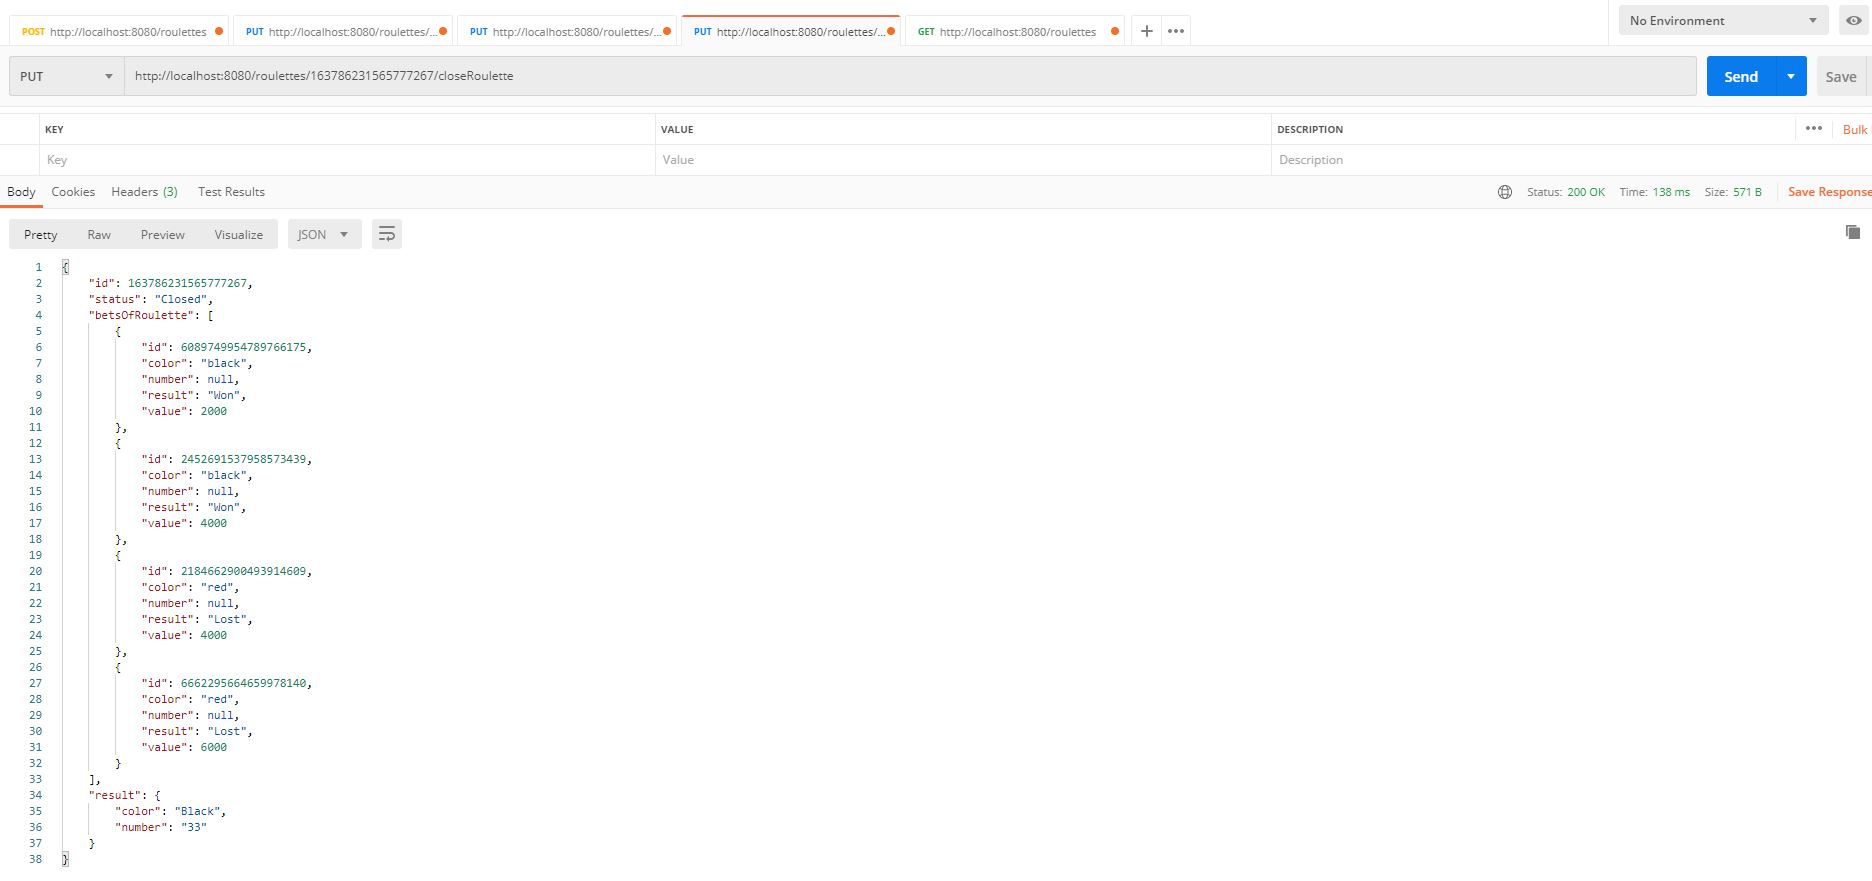 POST http://localhost:8080/roulettes PUT http://localhost:8080/roulettes/... PUT http://localhost:8080/roulettes/... PUT http://localhost:8080/roulettes/... GET http://localhost:8080/roulettes + ••• No Environment
PUT http://localhost:8080/roulettes/163786231565777267/closeRoulette Send Save
KEY VALUE DESCRIPTION ••• Bulk
Key Value Description
Body Cookies Headers (3) Test Results Status: 200 OK Time: 138 ms Size: 571 B Save Response
Pretty Raw Preview Visualize JSON
1 {
2 "id": 163786231565777267,
3 "status": "Closed",
4 "betsOfRoulette": [
5 {
6 "id": 6089749954789766175,
7 "color": "black",
8 "number": null,
9 "result": "Won",
10 "value": 2000
11 },
12 {
13 "id": 2452691537958573439,
14 "color": "black",
15 "number": null,
16 "result": "Won",
17 "value": 4000
18 },
19 {
20 "id": 2184662900493914609,
21 "color": "red",
22 "number": null,
23 "result": "Lost",
24 "value": 4000
25 },
26 {
27 "id": 6662295664659978140,
28 "color": "red",
29 "number": null,
30 "result": "Lost",
31 "value": 6000
32 }
33 ],
34 "result": {
35 "color": "Black",
36 "number": "33"
37 }
38 }